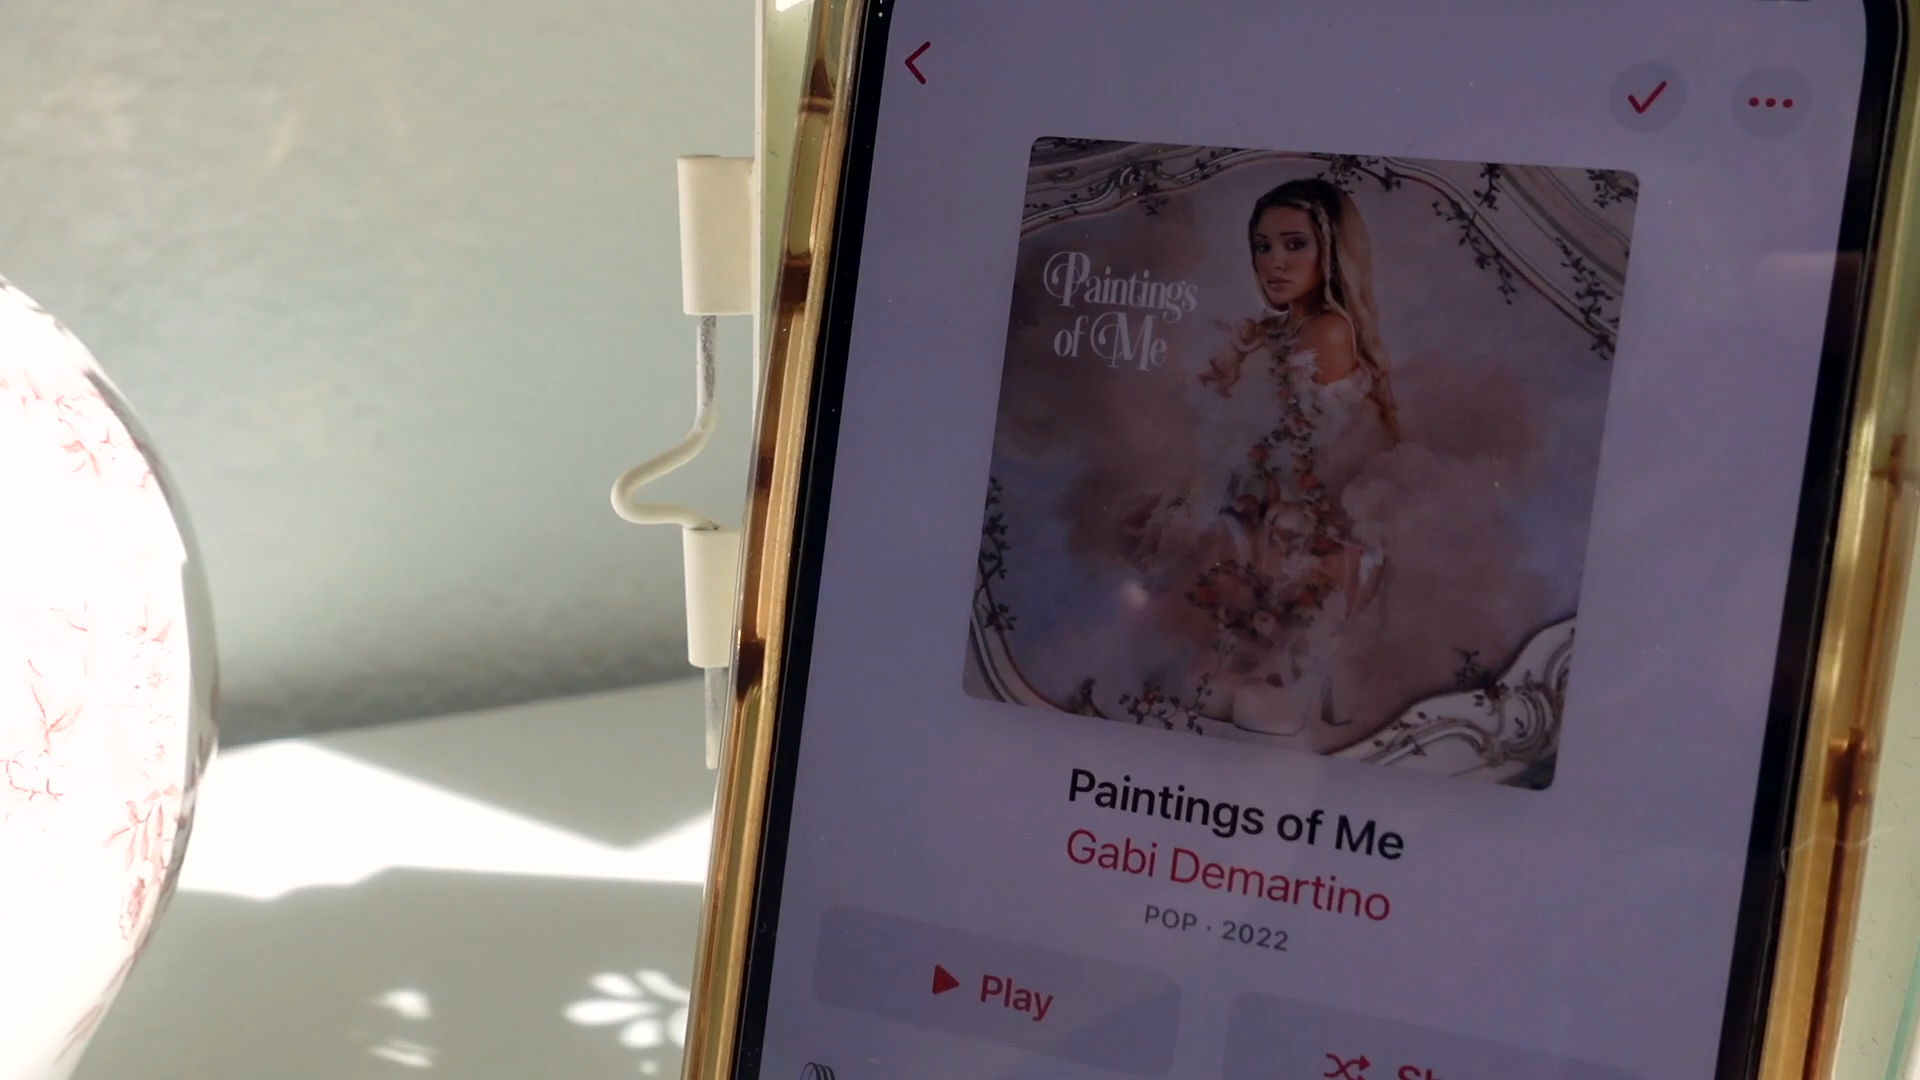 Paintings
of Me
Paintings of Me
Gabi Demartino
POP · 2022
Play